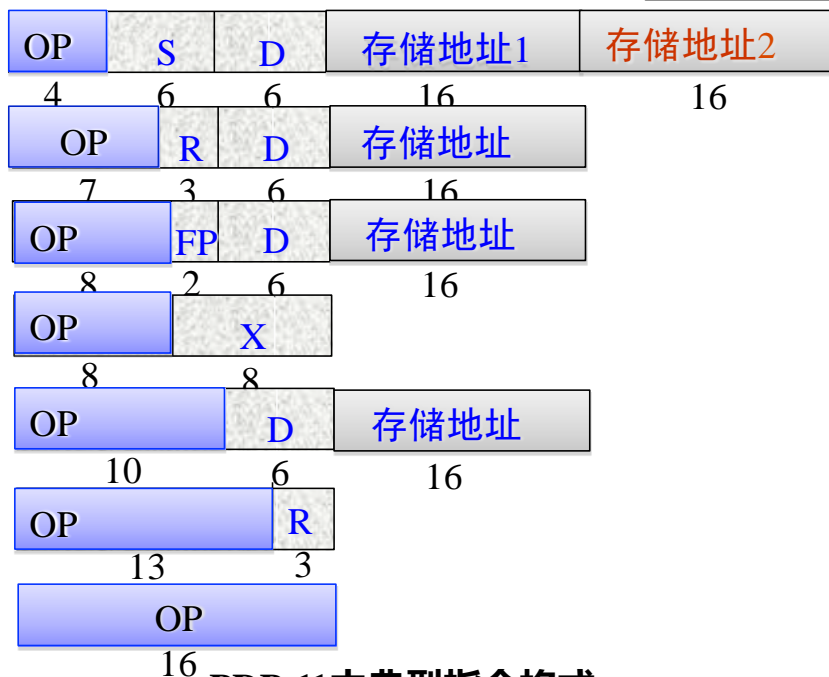 OP S D 存储地址1 存储地址2
4 6 6 16 16
OP R D 存储地址
7 3 6 16
OP FP D 存储地址
8 2 6 16
OP X
8 8
OP D 存储地址
10 6 16
OP R
13 3
OP
16